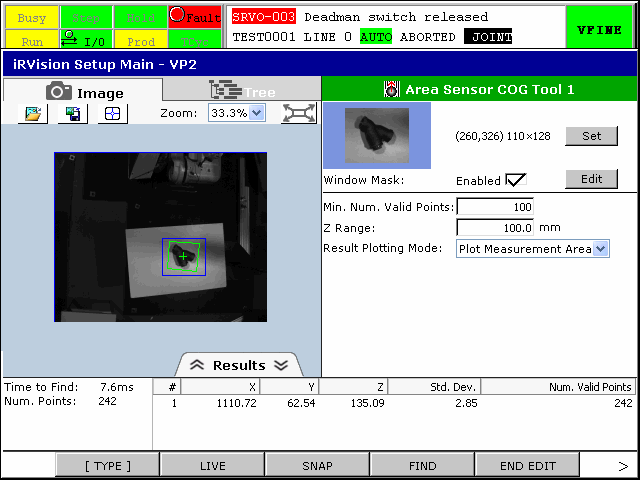 Busy Step Hold Fault SRVO-003 Deadman switch released
Run I/O Prod TCyc TEST0001 LINE 0 AUTO ABORTED JOINT VFINE
iRVision Setup Main - VP2
Image Tree Area Sensor COG Tool 1
Zoom: 33.3%
(260,326) 110×128 Set
Window Mask: Enabled Edit
Min. Num. Valid Points: 100
Z Range: 100.0 mm
Result Plotting Mode: Plot Measurement Area
Results
Time to Find: 7.6ms # X Y Z Std. Dev. Num. Valid Points
Num. Points: 242 1 1110.72 62.54 135.09 2.85 242
[ TYPE ] LIVE SNAP FIND END EDIT >